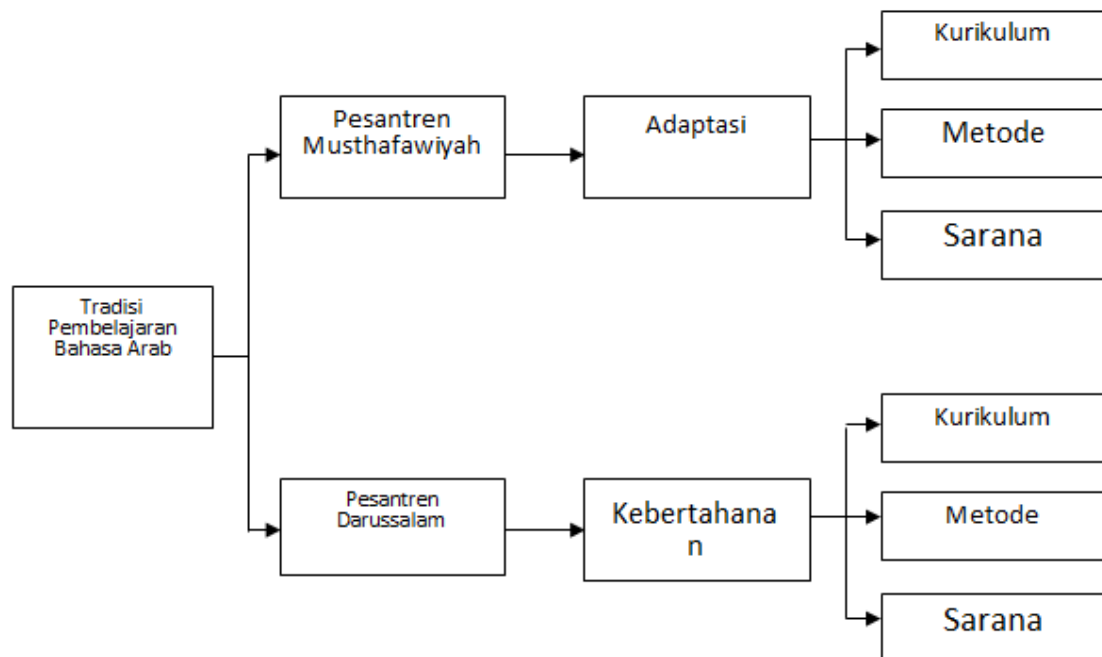 Kurikulum
Pesantren
Musthafawiyah
Adaptasi
Metode
Sarana
Tradisi
Pembelajaran
Bahasa Arab
Kurikulum
Pesantren
Darussalam
Kebertahana
n
Metode
Sarana